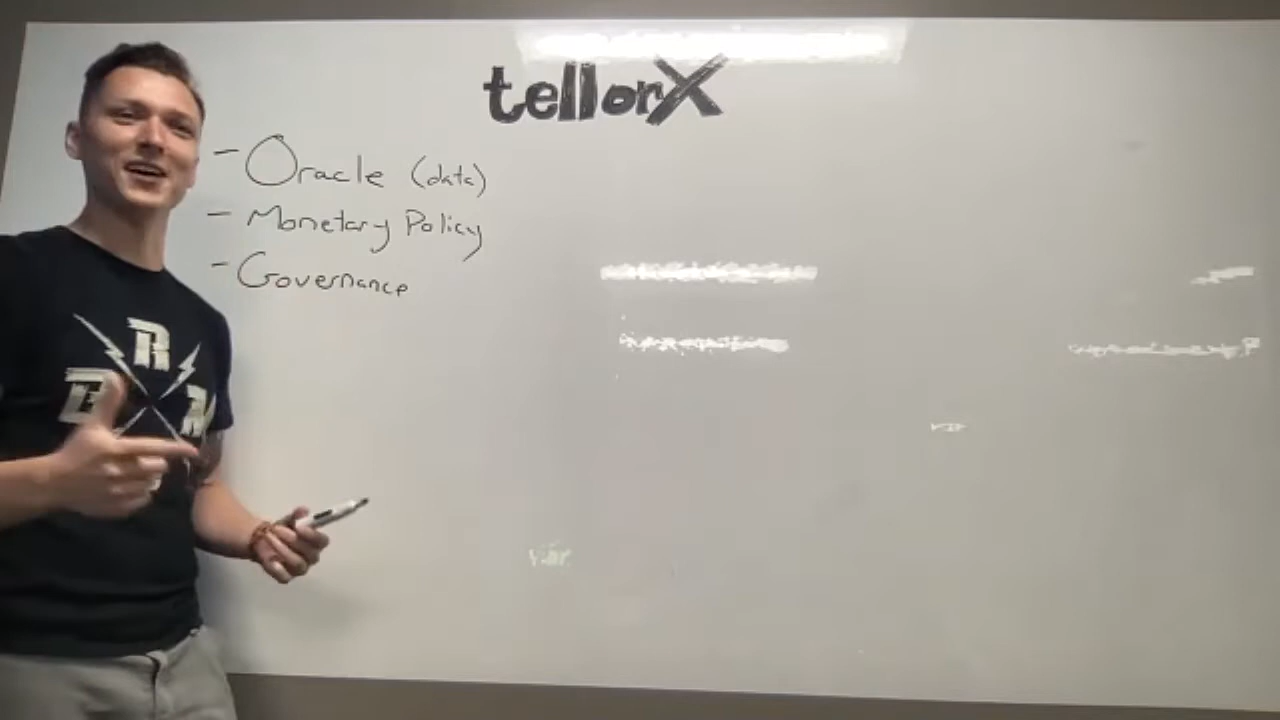 tellorX
- Oracle (data)
- Monetary Policy
- Governance
R